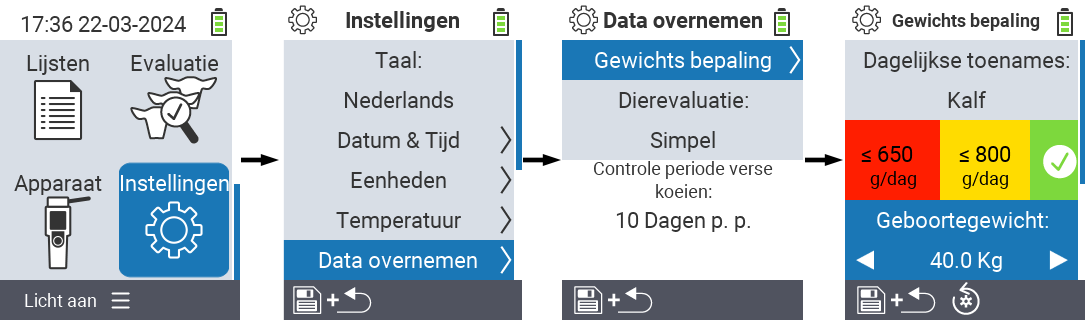 17:36 22-03-2024
Lijsten
Evaluatie
Apparaat
Instellingen
Licht aan
Instellingen
Taal:
Nederlands
Datum & Tijd
Eenheden
Temperatuur
Data overnemen
+
Data overnemen
Gewichts bepaling
Dierevaluatie:
Simpel
Controle periode verse
koeien:
10 Dagen p. p.
+
Gewichts bepaling
Dagelijkse toenames:
Kalf
≤ 650
g/dag
≤ 800
g/dag
Geboortegewicht:
40.0 Kg
+